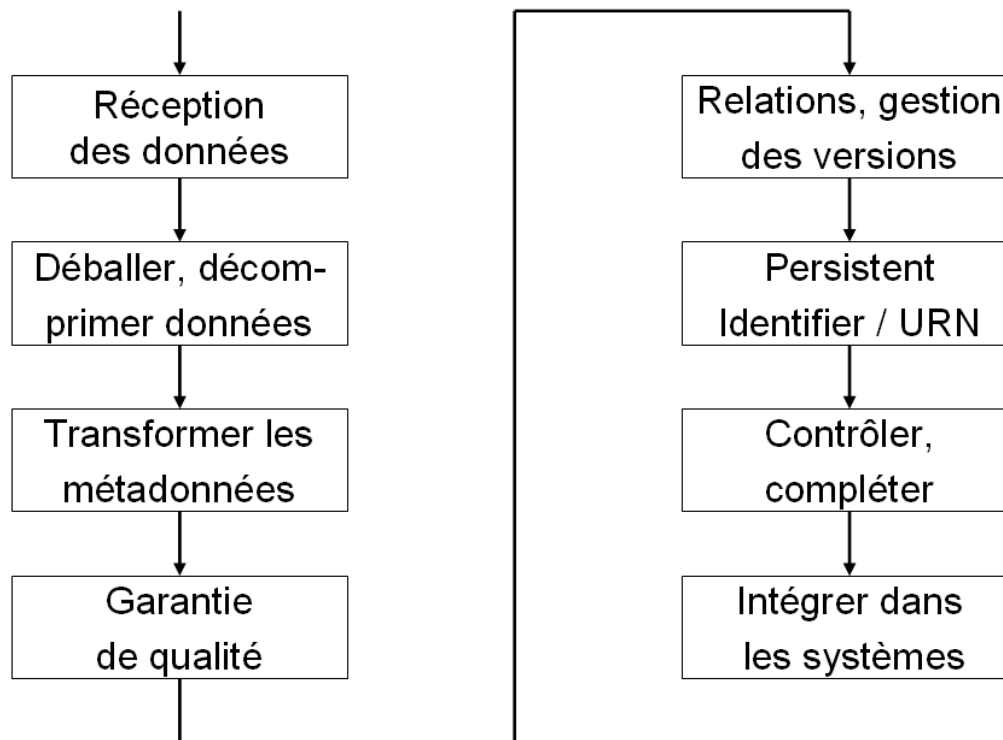 Réception
des données
Déballer, décom-
primer données
Transformer les
métadonnées
Garantie
de qualité
Relations, gestion
des versions
Persistent
Identifier / URN
Contrôler,
compléter
Intégrer dans
les systèmes